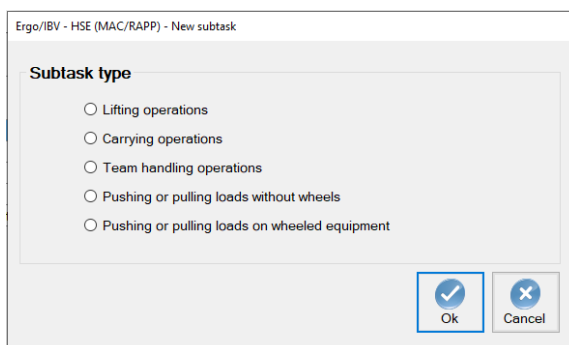 Ergo/IBV - HSE (MAC/RAPP) - New subtask
Subtask type
Lifting operations
Carrying operations
Team handling operations
Pushing or pulling loads without wheels
Pushing or pulling loads on wheeled equipment
Ok
Cancel